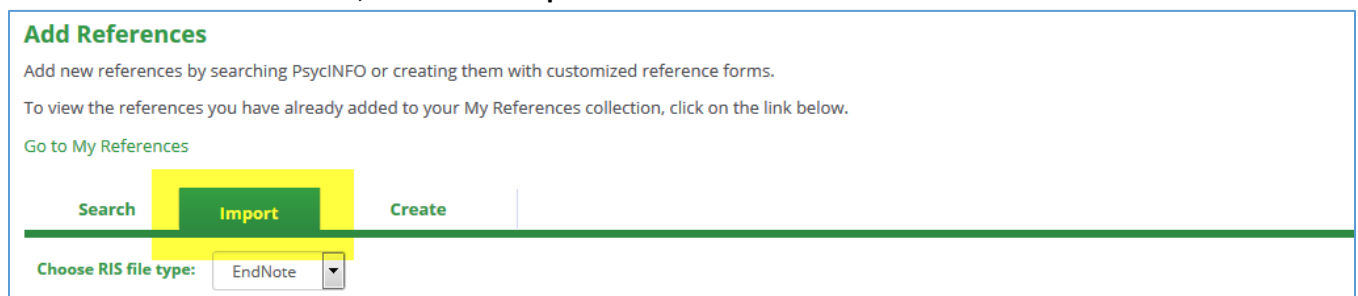 Add References
Add new references by searching PsycINFO or creating them with customized reference forms.
To view the references you have already added to your My References collection, click on the link below.
Go to My References
Search Import Create
Choose RIS file type: EndNote